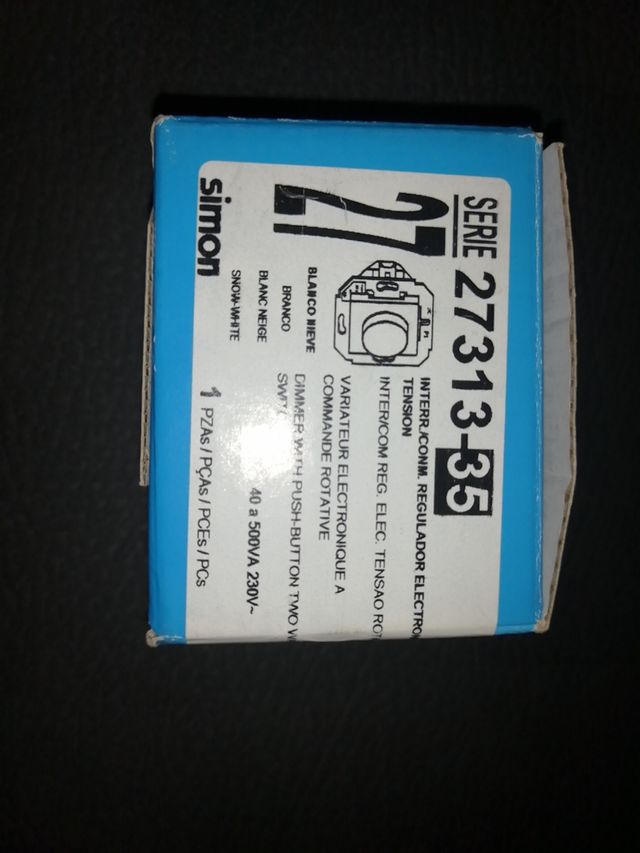 SERIE 27313-35
27
INTERR./CONM. REGULADOR
TENSION
INTER/COM REG. ELEC. TENSAO
VARIATEUR ELECTRONIQUE A
COMMANDE ROTATIVE
DIMMER WITH PUSH-BUTTON TWO
BLANCO NIEVE
BRANCO
BLANC NEIGE
SNOW-WHITE
40 a 500VA 230V~
simon
1 PZAs / PÇAs / PCEs / PCs